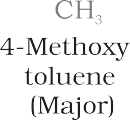 CH₃
4-Methoxy
toluene
(Major)